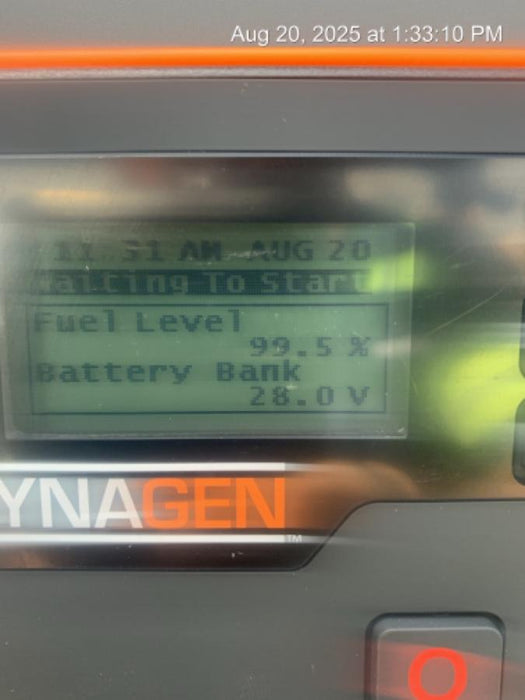 Aug 20, 2025 at 1:33:10 PM
11:31 AM AUG 20
Waiting To Start
Fuel Level
99.5 %
Battery Bank
28.0 V
YNAGEN
TM
O